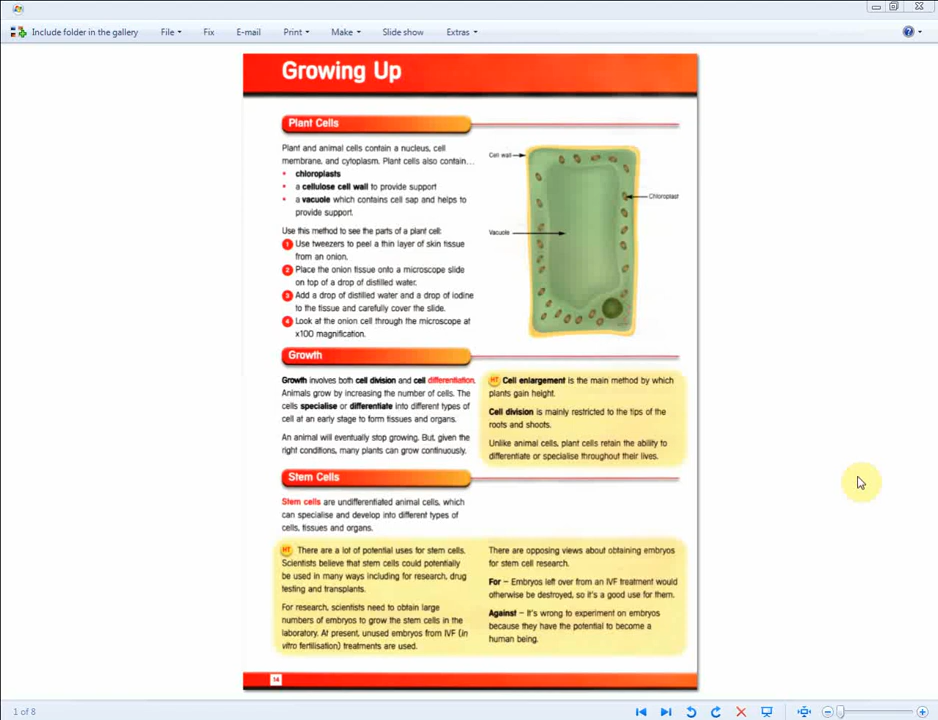 Include folder in the gallery
File
Fix
E-mail
Print
Make
Slide show
Extras
Growing Up
Plant Cells
Plant and animal cells contain a nucleus, cell
membrane, and cytoplasm. Plant cells also contain…
• chloroplasts
• a cellulose cell wall to provide support
• a vacuole which contains cell sap and helps to
provide support.
Use this method to see the parts of a plant cell:
1 Use tweezers to peel a thin layer of skin tissue
from an onion.
2 Place the onion tissue onto a microscope slide
on top of a drop of distilled water.
3 Add a drop of distilled water and a drop of iodine
to the tissue and carefully cover the slide.
4 Look at the onion cell through the microscope at
x100 magnification.
Cell wall
Chloroplast
Vacuole
Growth
Growth involves both cell division and cell differentiation.
Animals grow by increasing the number of cells. The
cells specialise or differentiate into different types of
cell at an early stage to form tissues and organs.
An animal will eventually stop growing. But, given the
right conditions, many plants can grow continuously.
HT Cell enlargement is the main method by which
plants gain height.
Cell division is mainly restricted to the tips of the
roots and shoots.
Unlike animal cells, plant cells retain the ability to
differentiate or specialise throughout their lives.
Stem Cells
Stem cells are undifferentiated animal cells, which
can specialise and develop into different types of
cells, tissues and organs.
HT There are a lot of potential uses for stem cells.
Scientists believe that stem cells could potentially
be used in many ways including for research, drug
testing and transplants.
For research, scientists need to obtain large
numbers of embryos to grow the stem cells in the
laboratory. At present, unused embryos from IVF (in
vitro fertilisation) treatments are used.
There are opposing views about obtaining embryos
for stem cell research.
For – Embryos left over from an IVF treatment would
otherwise be destroyed, so it's a good use for them.
Against – It's wrong to experiment on embryos
because they have the potential to become a
human being.
14
1 of 8